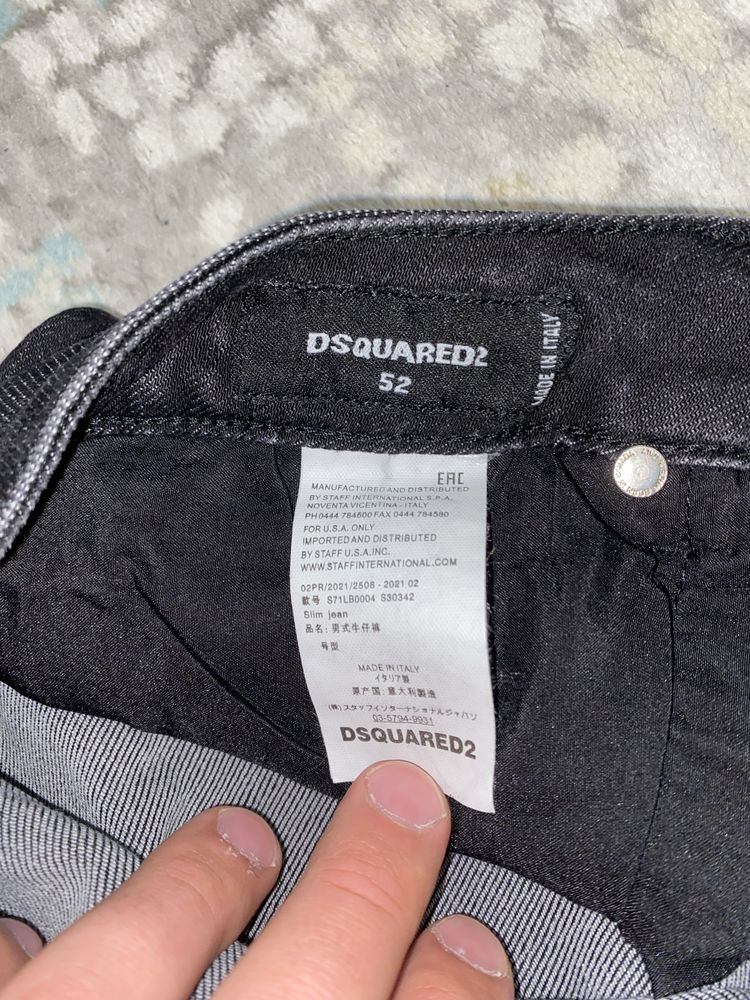 DSQUARED2
52
MADE IN ITALY
EAC
MANUFACTURED AND DISTRIBUTED
BY STAFF INTERNATIONAL S.P.A.
NOVENTA VICENTINA - ITALY
PH 0444 784500 FAX 0444 784580
FOR U.S.A. ONLY
IMPORTED AND DISTRIBUTED
BY STAFF U.S.A. INC.
WWW.STAFFINTERNATIONAL.COM
02PR/2021/2508 - 2021 02
款号 S71LB0004 S30342
Slim jean
品名: 男式牛仔裤
号型
MADE IN ITALY
イタリア製
原产国: 意大利製造
(株) スタッフインターナショナルジャパン
03-5794-9931
DSQUARED2